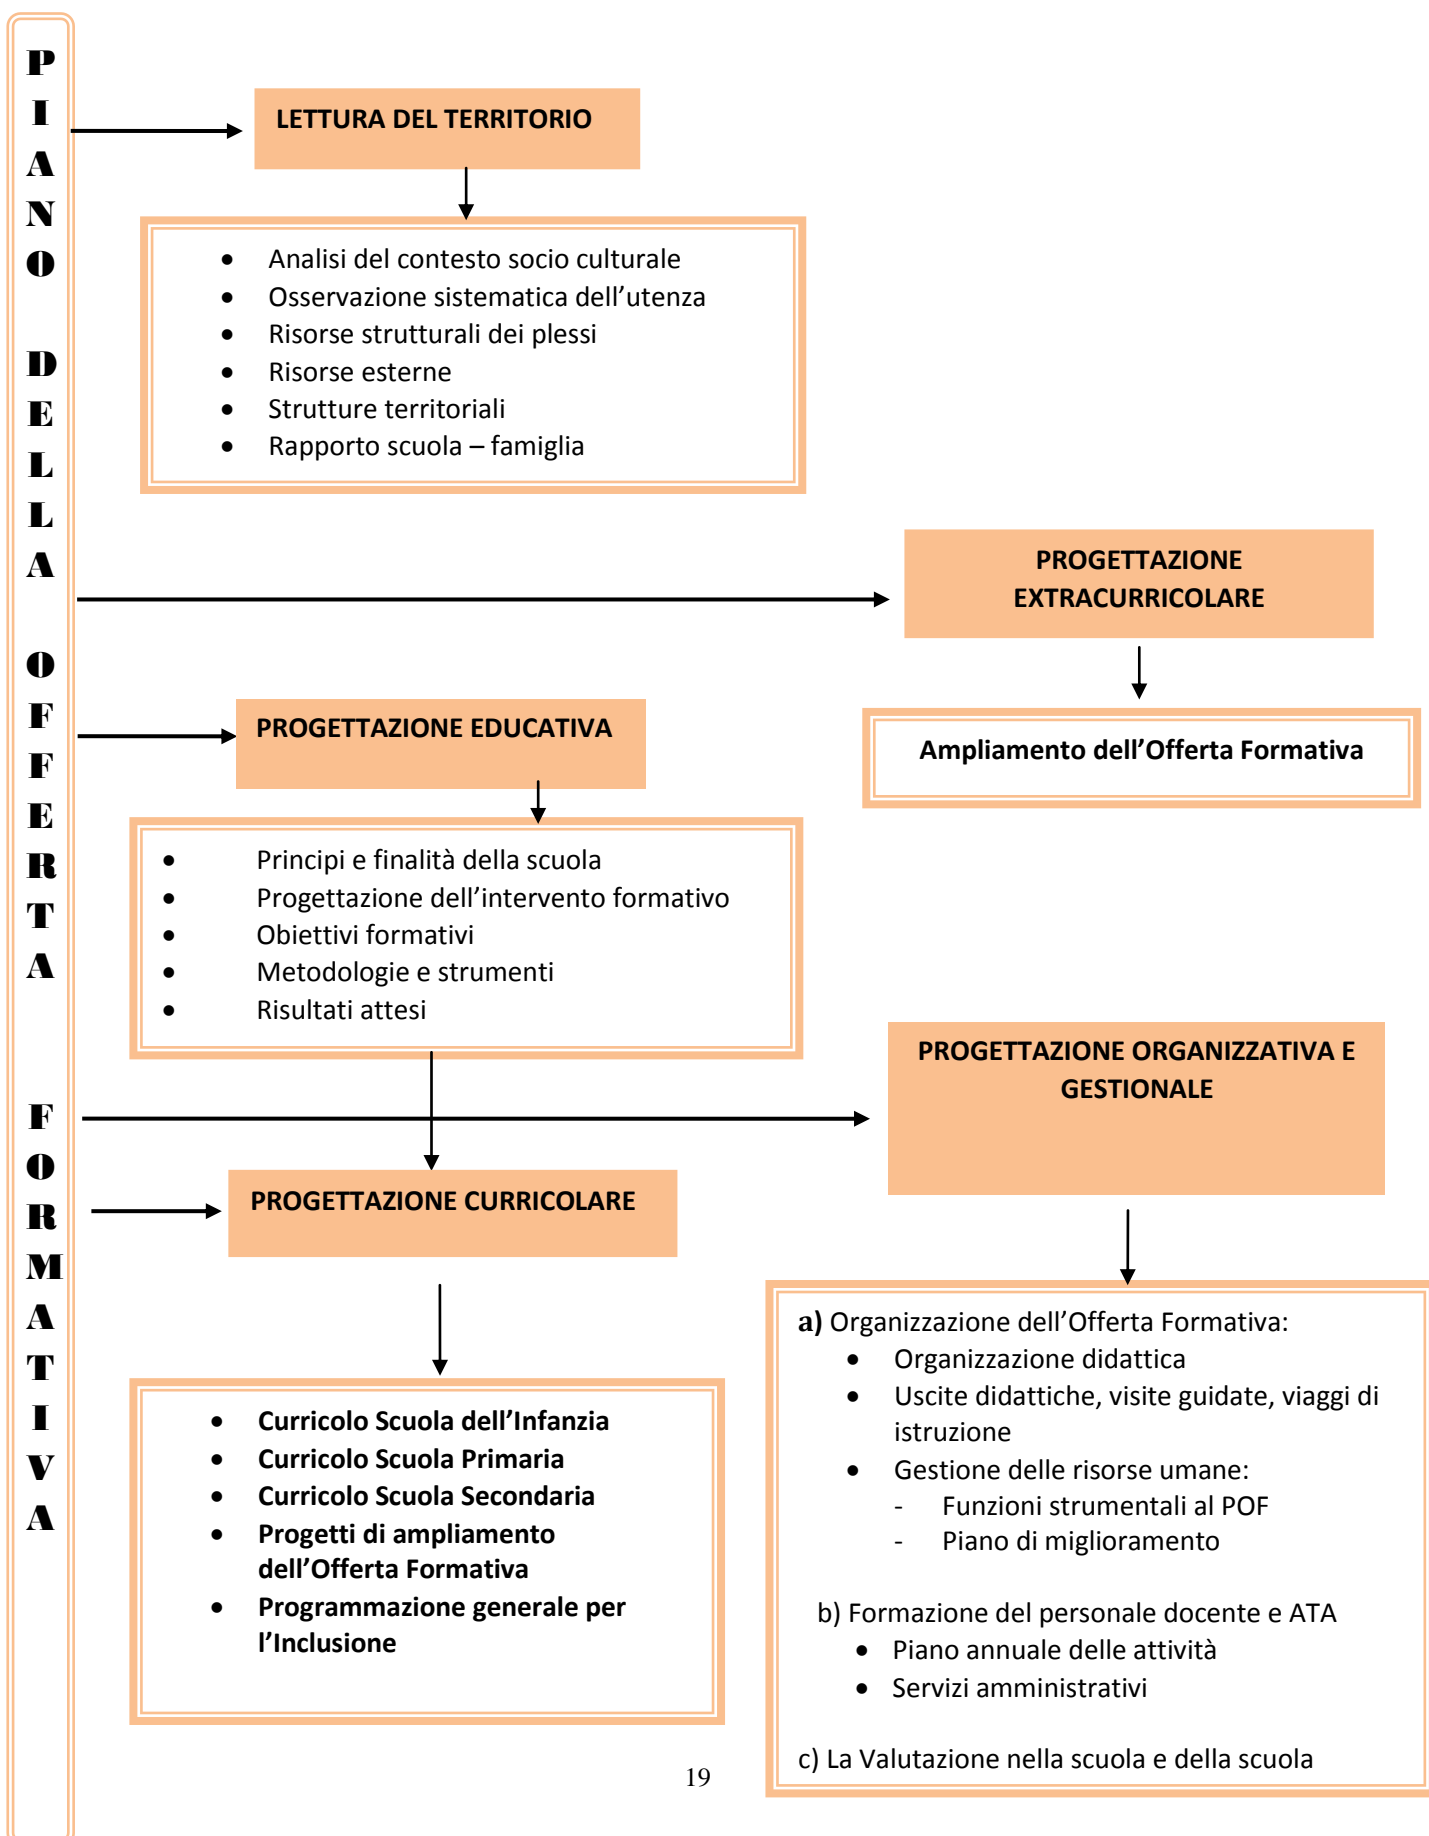 PIANO DELLA OFFERTA FORMATIVA
LETTURA DEL TERRITORIO
• Analisi del contesto socio culturale
• Osservazione sistematica dell’utenza
• Risorse strutturali dei plessi
• Risorse esterne
• Strutture territoriali
• Rapporto scuola – famiglia
PROGETTAZIONE
EXTRACURRICOLARE
Ampliamento dell’Offerta Formativa
PROGETTAZIONE EDUCATIVA
• Principi e finalità della scuola
• Progettazione dell’intervento formativo
• Obiettivi formativi
• Metodologie e strumenti
• Risultati attesi
PROGETTAZIONE ORGANIZZATIVA E
GESTIONALE
PROGETTAZIONE CURRICOLARE
• Curricolo Scuola dell’Infanzia
• Curricolo Scuola Primaria
• Curricolo Scuola Secondaria
• Progetti di ampliamento
dell’Offerta Formativa
• Programmazione generale per
l’Inclusione
a) Organizzazione dell’Offerta Formativa:
• Organizzazione didattica
• Uscite didattiche, visite guidate, viaggi di
istruzione
• Gestione delle risorse umane:
- Funzioni strumentali al POF
- Piano di miglioramento
b) Formazione del personale docente e ATA
• Piano annuale delle attività
• Servizi amministrativi
c) La Valutazione nella scuola e della scuola
19